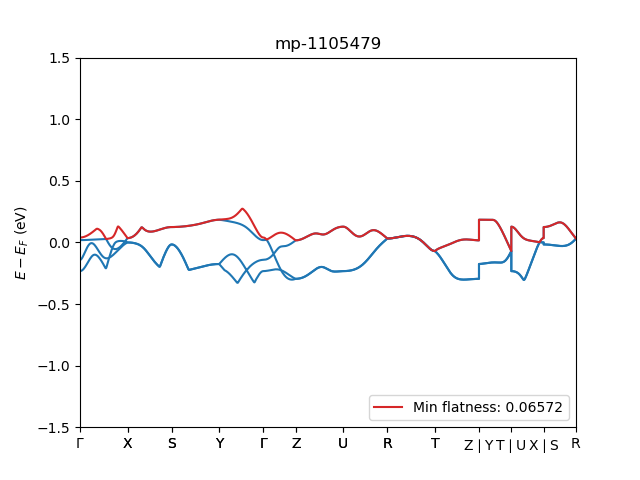 mp-1105479
E − E_F (eV)
1.5
1.0
0.5
0.0
−0.5
−1.0
−1.5
Min flatness: 0.06572
Γ X S Y Γ Z U R T Z|Y T|U X|S R